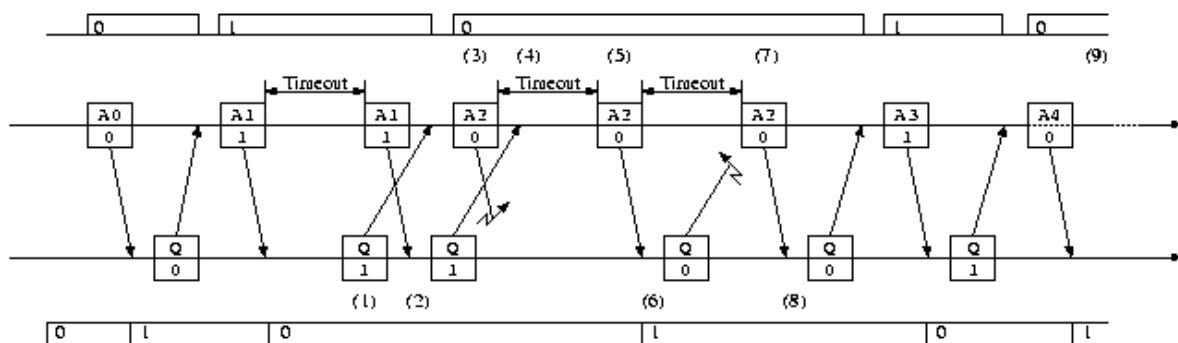 0 1 0 1 0
(3) (4) (5) (7) (9)
Timeout Timeout Timeout
A0 A1 A1 A2 A2 A2 A3 A4
0 1 1 0 0 0 1 0
Q Q Q Q Q Q
0 1 1 0 0 1
(1) (2) (6) (8)
0 1 0 1 0 1